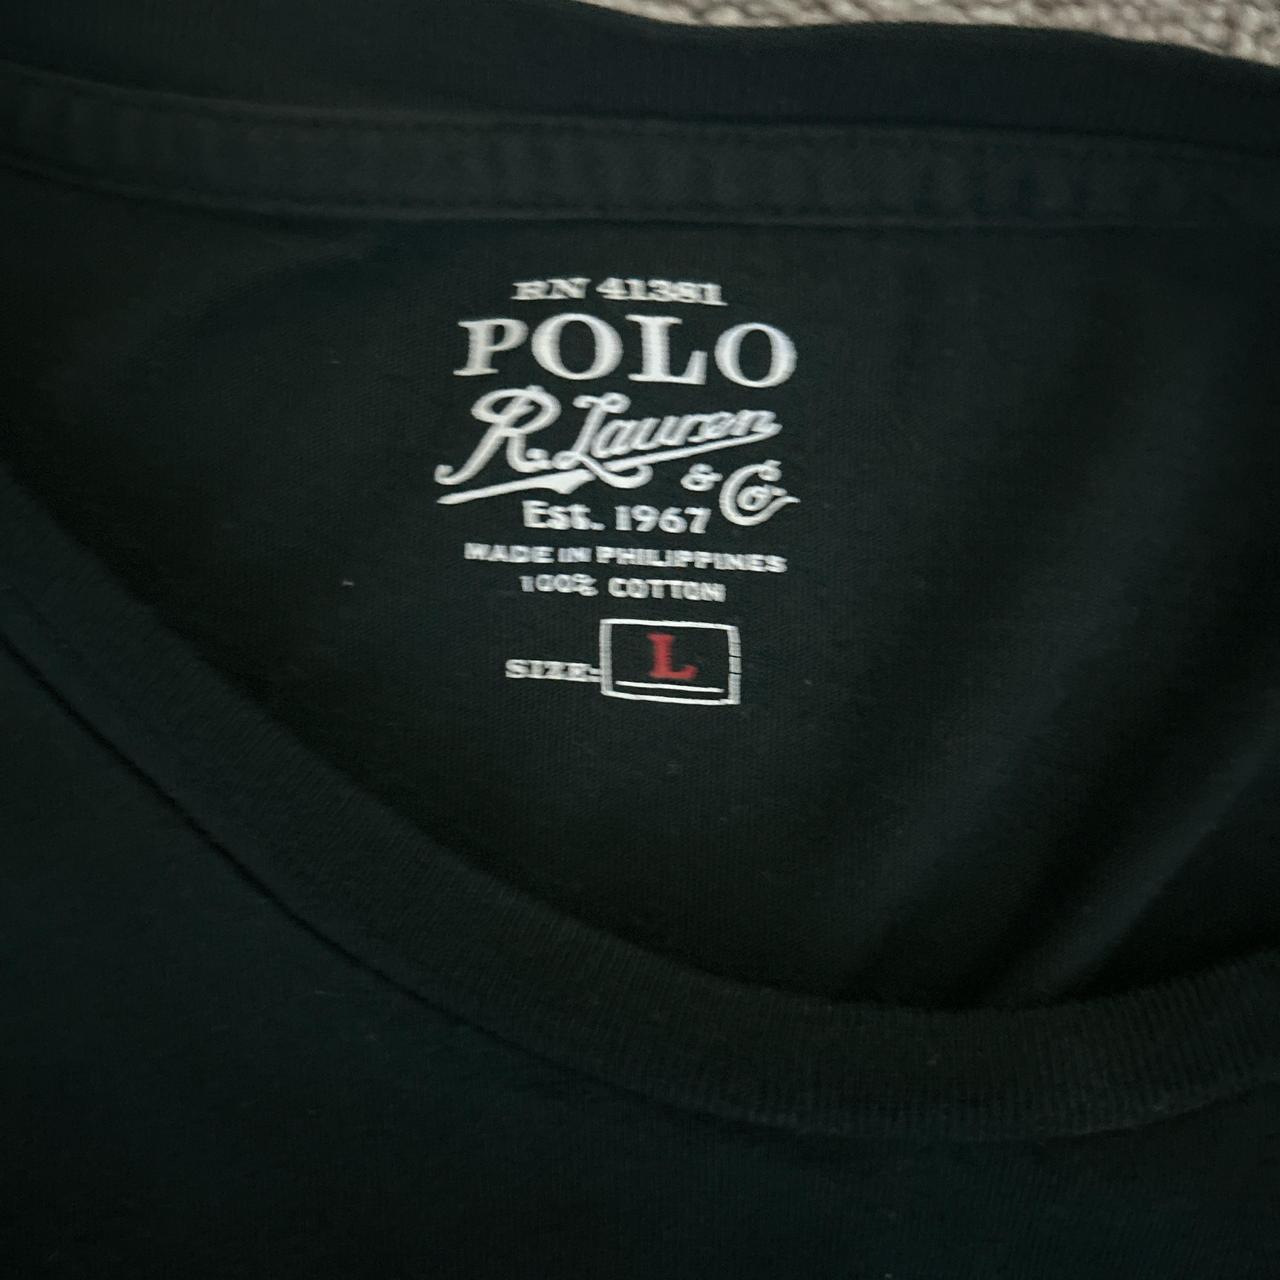 RN 41381
POLO
R. Lauren
& Co's
Est. 1967
MADE IN PHILIPPINES
100% COTTON
SIZE: L